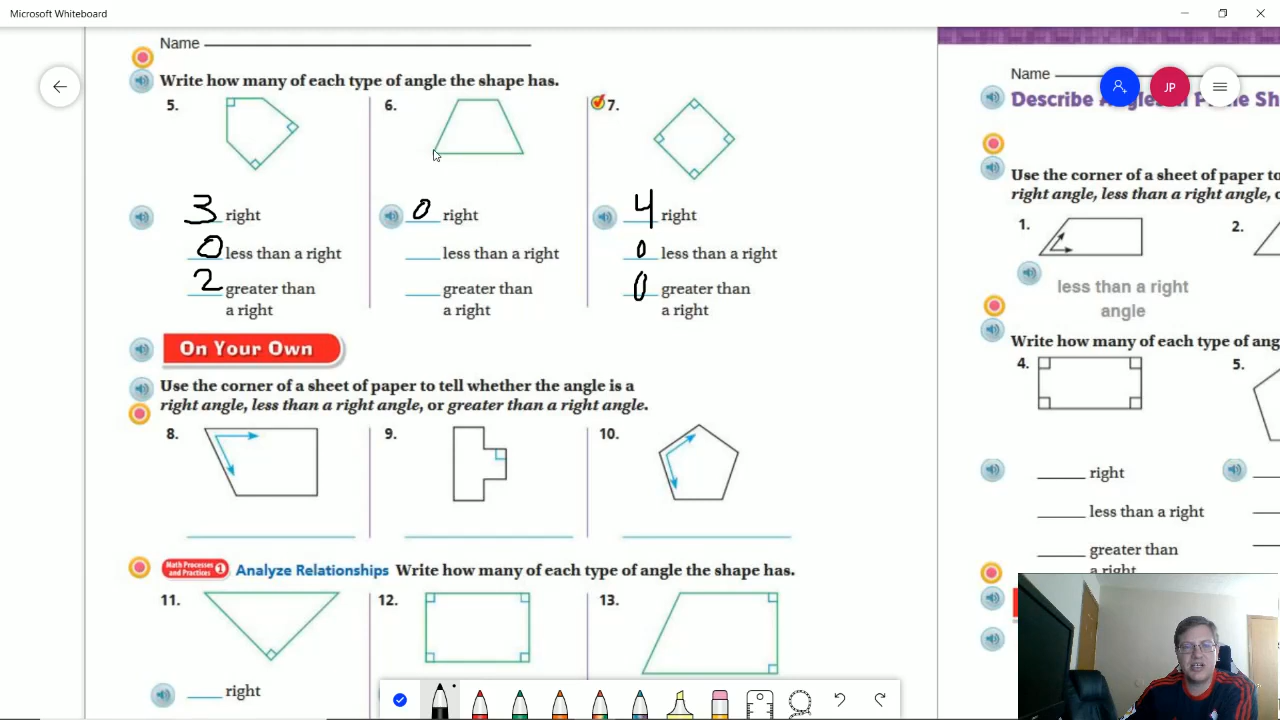 Microsoft Whiteboard
Name
Write how many of each type of angle the shape has.
5.
6.
7.
3 right
0 right
4 right
0 less than a right
less than a right
0 less than a right
2 greater than
a right
greater than
a right
0 greater than
a right
On Your Own
Use the corner of a sheet of paper to tell whether the angle is a
right angle, less than a right angle, or greater than a right angle.
8.
9.
10.
Math Processes
and Practices 1
Analyze Relationships Write how many of each type of angle the shape has.
11.
12.
13.
right
JP
Name
Describe
Sh
Use the corner of a sheet of paper to
right angle, less than a right angle,
1.
2.
less than a right
angle
Write how many of each type of ang
4.
5.
right
less than a right
greater than
a right